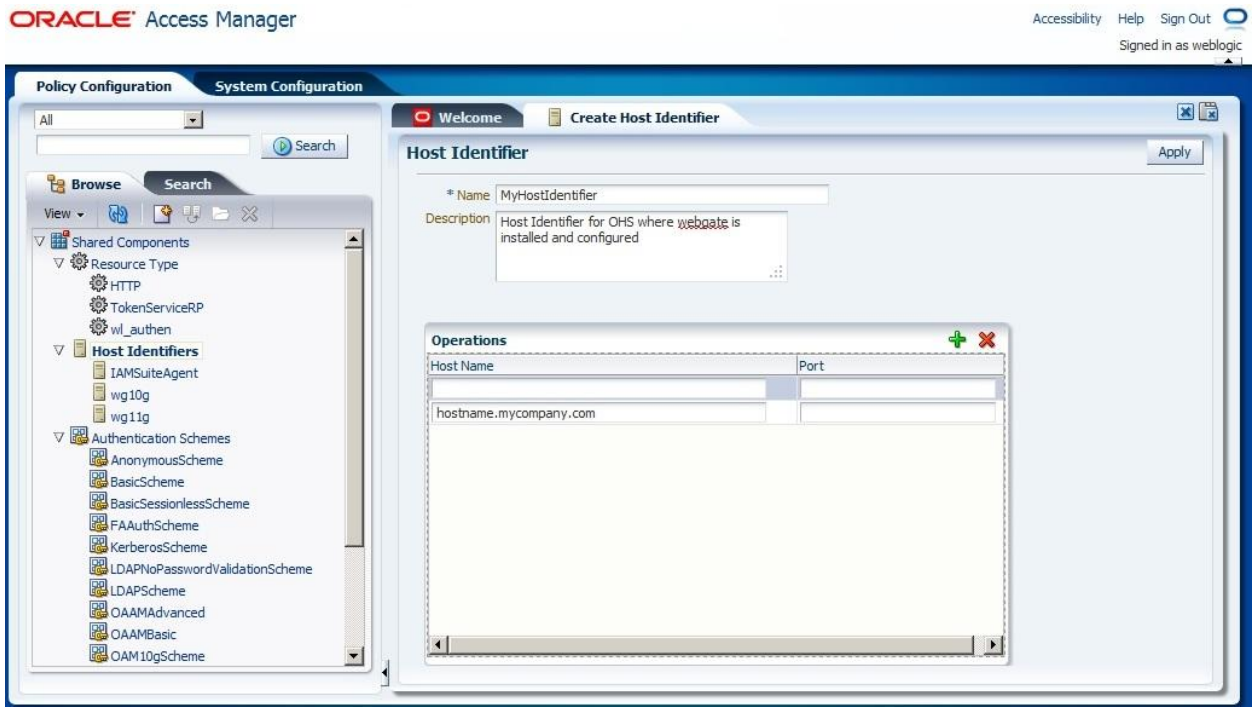 ORACLE Access Manager
Accessibility Help Sign Out
Signed in as weblogic
Policy Configuration
System Configuration
All
Search
Browse
Search
View
Shared Components
Resource Type
HTTP
TokenServiceRP
wl_authen
Host Identifiers
IAMSuiteAgent
wg10g
wg11g
Authentication Schemes
AnonymousScheme
BasicScheme
BasicSessionlessScheme
FAAuthScheme
KerberosScheme
LDAPNoPasswordValidationScheme
LDAPScheme
OAAMAdvanced
OAAMBasic
OAM10gScheme
Welcome
Create Host Identifier
Host Identifier
Apply
* Name MyHostIdentifier
Description Host Identifier for OHS where webgate is
installed and configured
Operations
Host Name Port
hostname.mycompany.com